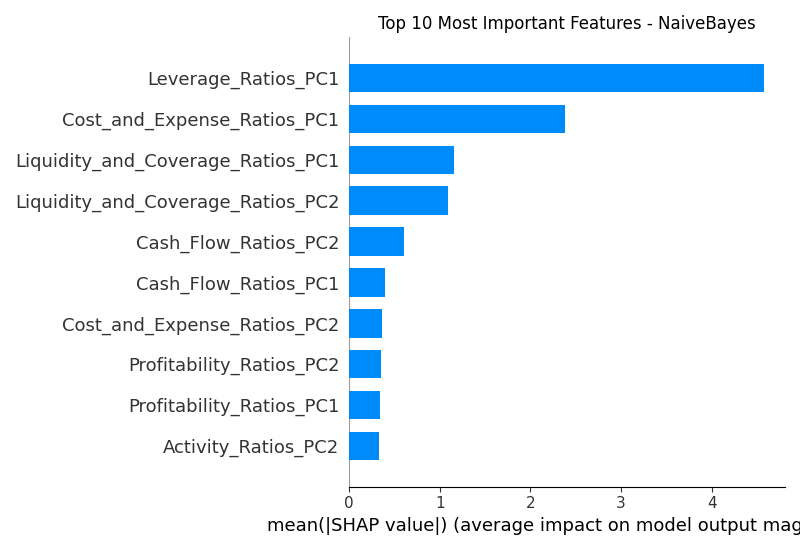 Top 10 Most Important Features - NaiveBayes
Leverage_Ratios_PC1
Cost_and_Expense_Ratios_PC1
Liquidity_and_Coverage_Ratios_PC1
Liquidity_and_Coverage_Ratios_PC2
Cash_Flow_Ratios_PC2
Cash_Flow_Ratios_PC1
Cost_and_Expense_Ratios_PC2
Profitability_Ratios_PC2
Profitability_Ratios_PC1
Activity_Ratios_PC2
0 1 2 3 4
mean(|SHAP value|) (average impact on model output mag